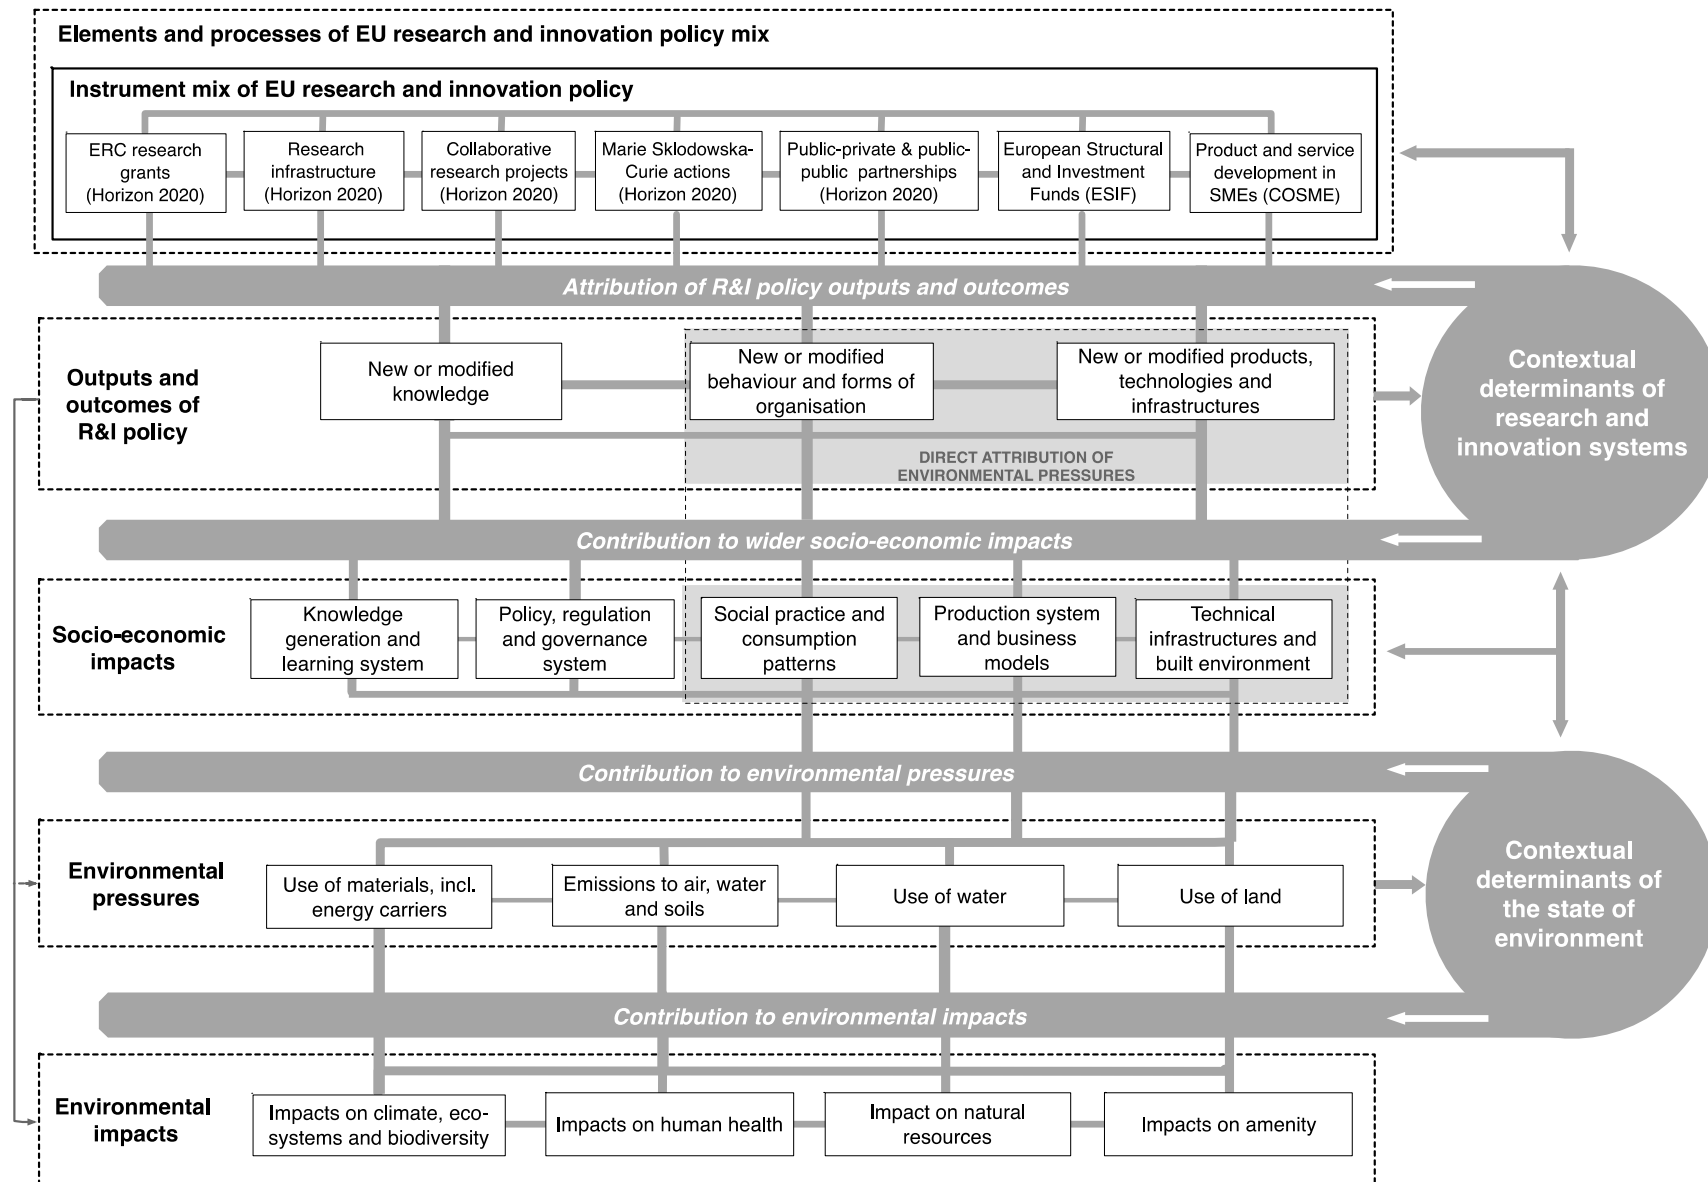 Elements and processes of EU research and innovation policy mix
Instrument mix of EU research and innovation policy
ERC research
grants
(Horizon 2020)
Research
infrastructure
(Horizon 2020)
Collaborative
research projects
(Horizon 2020)
Marie Sklodowska-
Curie actions
(Horizon 2020)
Public-private & public-
public partnerships
(Horizon 2020)
European Structural
and Investment
Funds (ESIF)
Product and service
development in
SMEs (COSME)
Attribution of R&I policy outputs and outcomes
Outputs and
outcomes of
R&I policy
New or modified
knowledge
New or modified
behaviour and forms of
organisation
New or modified products,
technologies and
infrastructures
DIRECT ATTRIBUTION OF
ENVIRONMENTAL PRESSURES
Contextual
determinants of
research and
innovation systems
Contribution to wider socio-economic impacts
Socio-economic
impacts
Knowledge
generation and
learning system
Policy, regulation
and governance
system
Social practice and
consumption
patterns
Production system
and business
models
Technical
infrastructures and
built environment
Contribution to environmental pressures
Environmental
pressures
Use of materials, incl.
energy carriers
Emissions to air, water
and soils
Use of water
Use of land
Contextual
determinants of
the state of
environment
Contribution to environmental impacts
Environmental
impacts
Impacts on climate, eco-
systems and biodiversity
Impacts on human health
Impact on natural
resources
Impacts on amenity